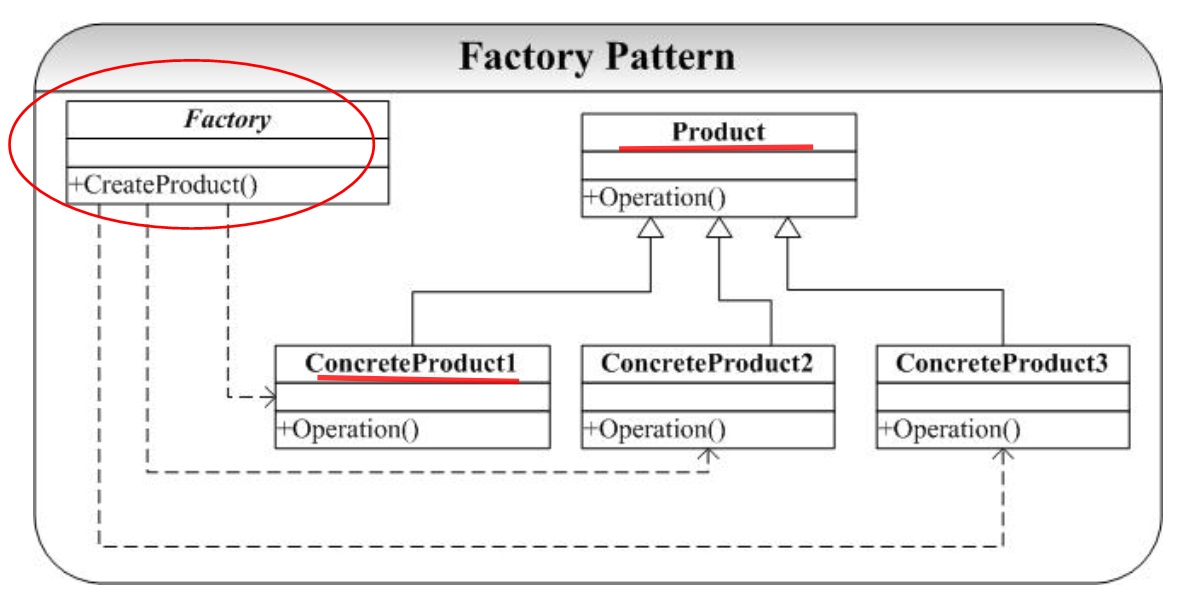 Factory Pattern
Factory
+CreateProduct()
Product
+Operation()
ConcreteProduct1
+Operation()
ConcreteProduct2
+Operation()
ConcreteProduct3
+Operation()